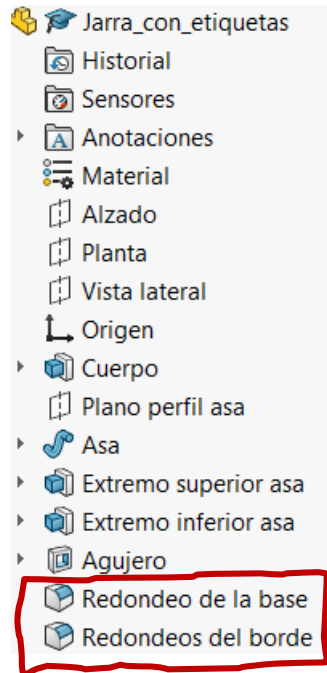 Jarra_con_etiquetas
Historial
Sensores
Anotaciones
Material
Alzado
Planta
Vista lateral
Origen
Cuerpo
Plano perfil asa
Asa
Extremo superior asa
Extremo inferior asa
Agujero
Redondeo de la base
Redondeos del borde